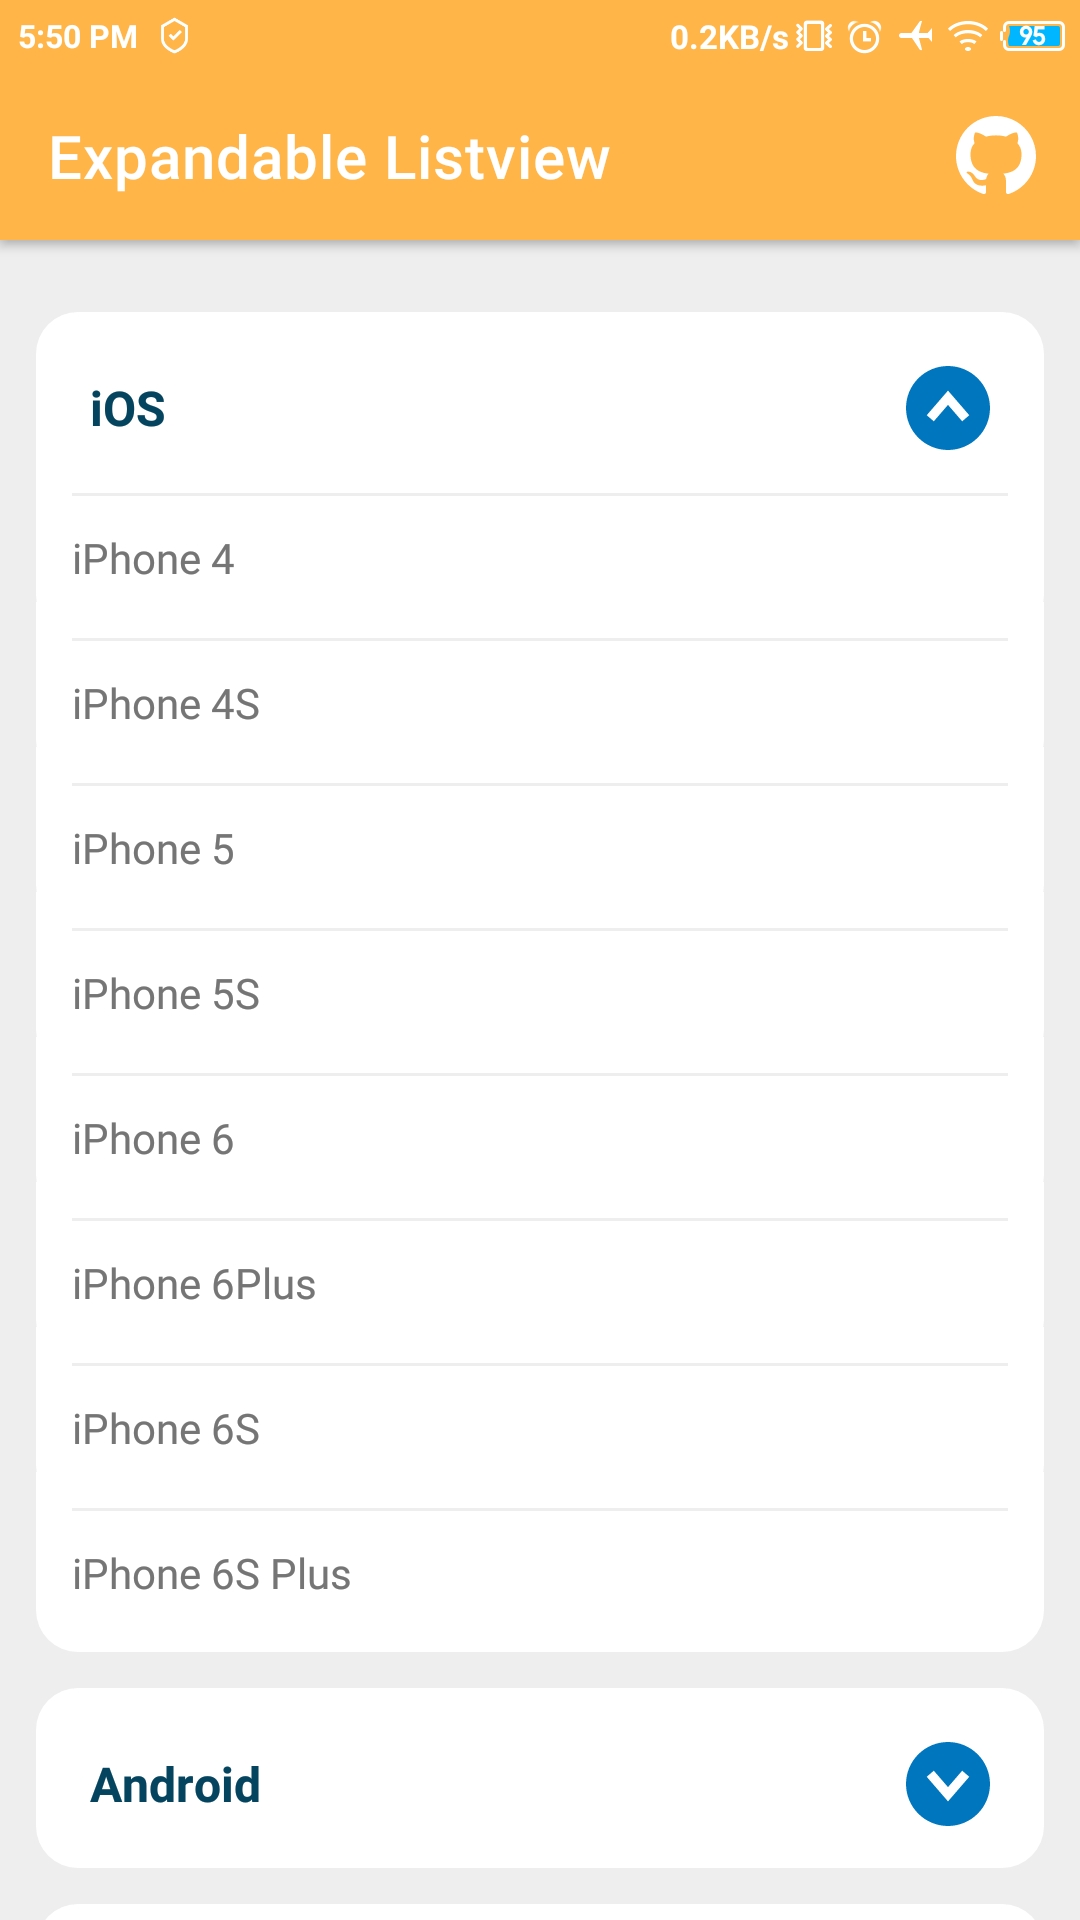 5:50 PM 0.2KB/s 95
Expandable Listview
iOS
iPhone 4
iPhone 4S
iPhone 5
iPhone 5S
iPhone 6
iPhone 6Plus
iPhone 6S
iPhone 6S Plus
Android